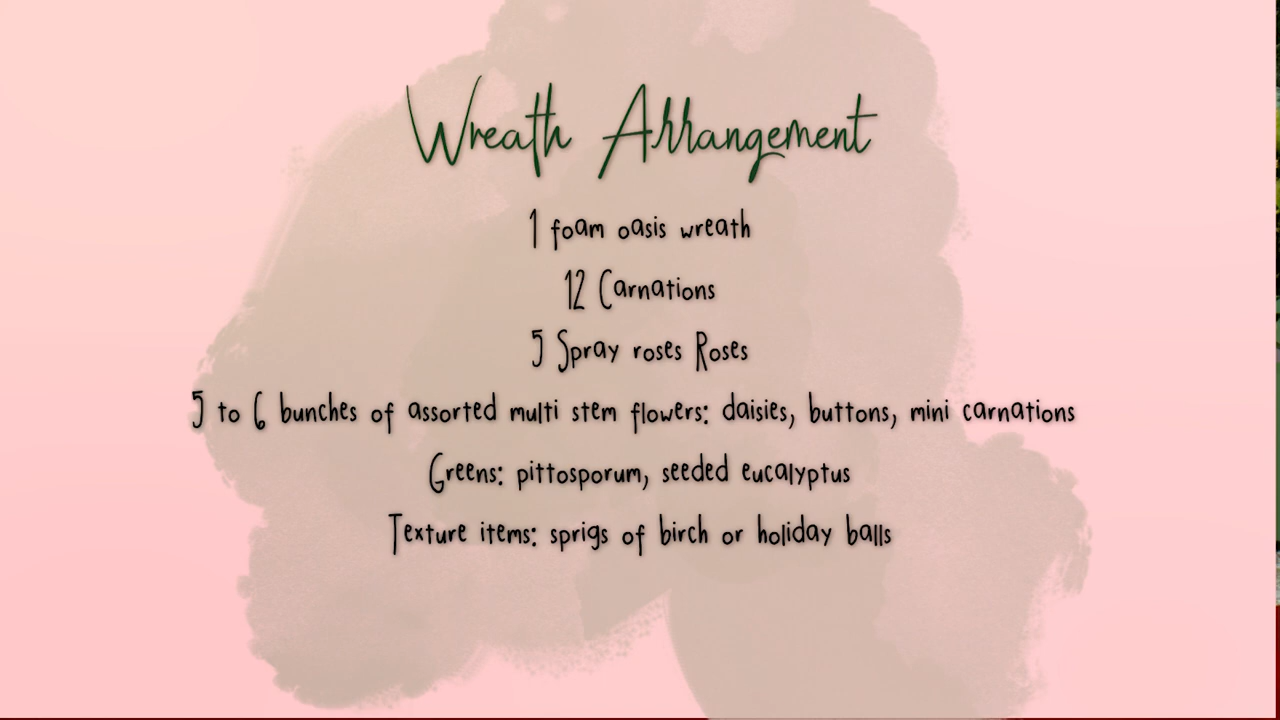 Wreath Arrangement
1 foam oasis wreath
12 Carnations
5 Spray roses Roses
5 to 6 bunches of assorted multi stem flowers: daisies, buttons, mini carnations
Greens: pittosporum, seeded eucalyptus
Texture items: sprigs of birch or holiday balls